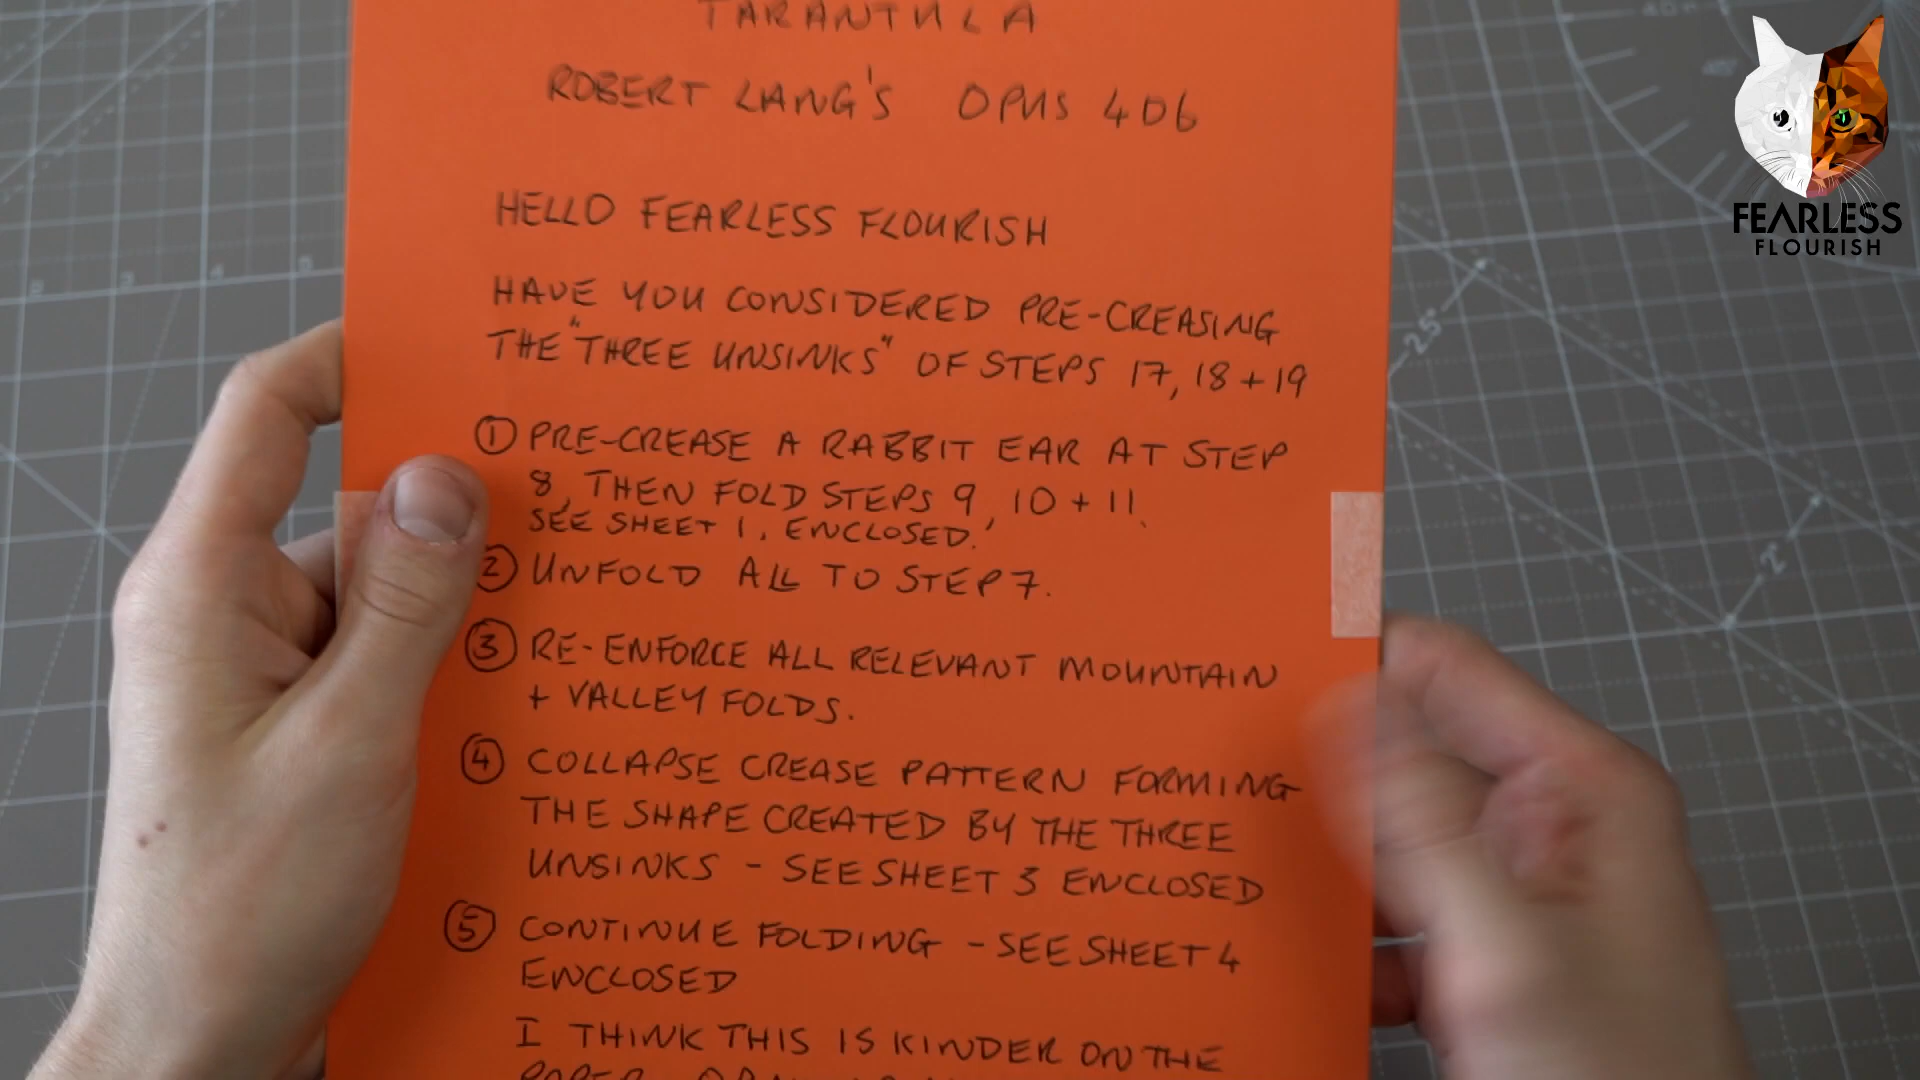 TARANTULA
ROBERT LANG'S OPUS 406
HELLO FEARLESS FLOURISH
HAVE YOU CONSIDERED PRE-CREASING
THE "THREE UNSINKS" OF STEPS 17, 18 + 19
① PRE-CREASE A RABBIT EAR AT STEP
8, THEN FOLD STEPS 9, 10 + 11.
SEE SHEET 1, ENCLOSED.
② UNFOLD ALL TO STEP 7.
③ RE-ENFORCE ALL RELEVANT MOUNTAIN
+ VALLEY FOLDS.
④ COLLAPSE CREASE PATTERN FORMING
THE SHAPE CREATED BY THE THREE
UNSINKS - SEE SHEET 3 ENCLOSED
⑤ CONTINUE FOLDING - SEE SHEET 4
ENCLOSED
I THINK THIS IS KINDER ON THE
FEARLESS
FLOURISH
2.5"
2"